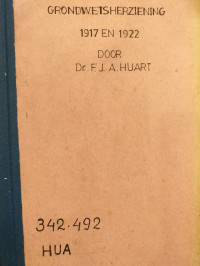 GRONDWETSHERZIENING
1917 EN 1922
DOOR
Dr. F. J. A. HUART
342.492
HUA